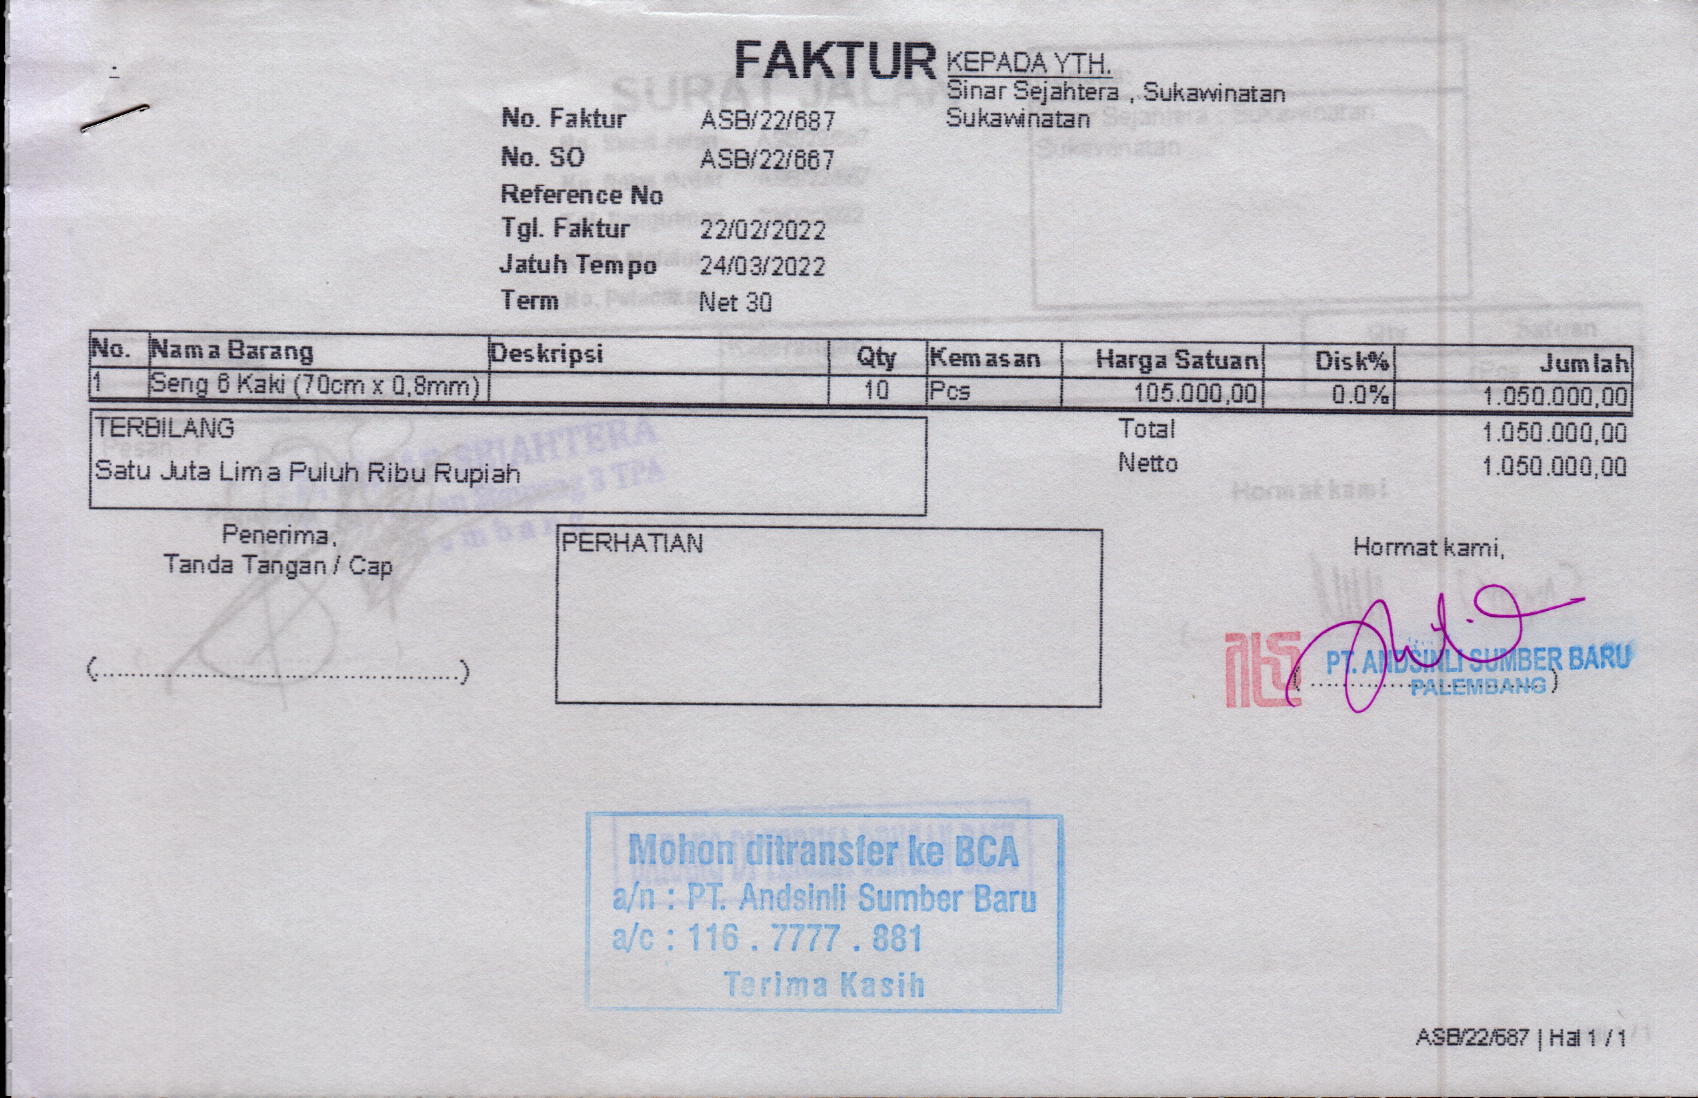 FAKTUR
KEPADA YTH.
Sinar Sejahtera , Sukawinatan
Sukawinatan
No. Faktur ASB/22/687
No. SO ASB/22/667
Reference No
Tgl. Faktur 22/02/2022
Jatuh Tempo 24/03/2022
Term Net 30
No. Nama Barang Deskripsi Qty Kemasan Harga Satuan Disk% Jumlah
1 Seng 6 Kaki (70cm x 0,8mm) 10 Pcs 105.000,00 0.0% 1.050.000,00
TERBILANG
Satu Juta Lima Puluh Ribu Rupiah
Total 1.050.000,00
Netto 1.050.000,00
Penerima,
Tanda Tangan / Cap
(............................................)
PERHATIAN
Hormat kami,
PT. ANDSINLI SUMBER BARU
PALEMBANG
Mohon ditransfer ke BCA
a/n : PT. Andsinli Sumber Baru
a/c : 116 . 7777 . 881
Terima Kasih
ASB/22/687 | Hal 1 / 1